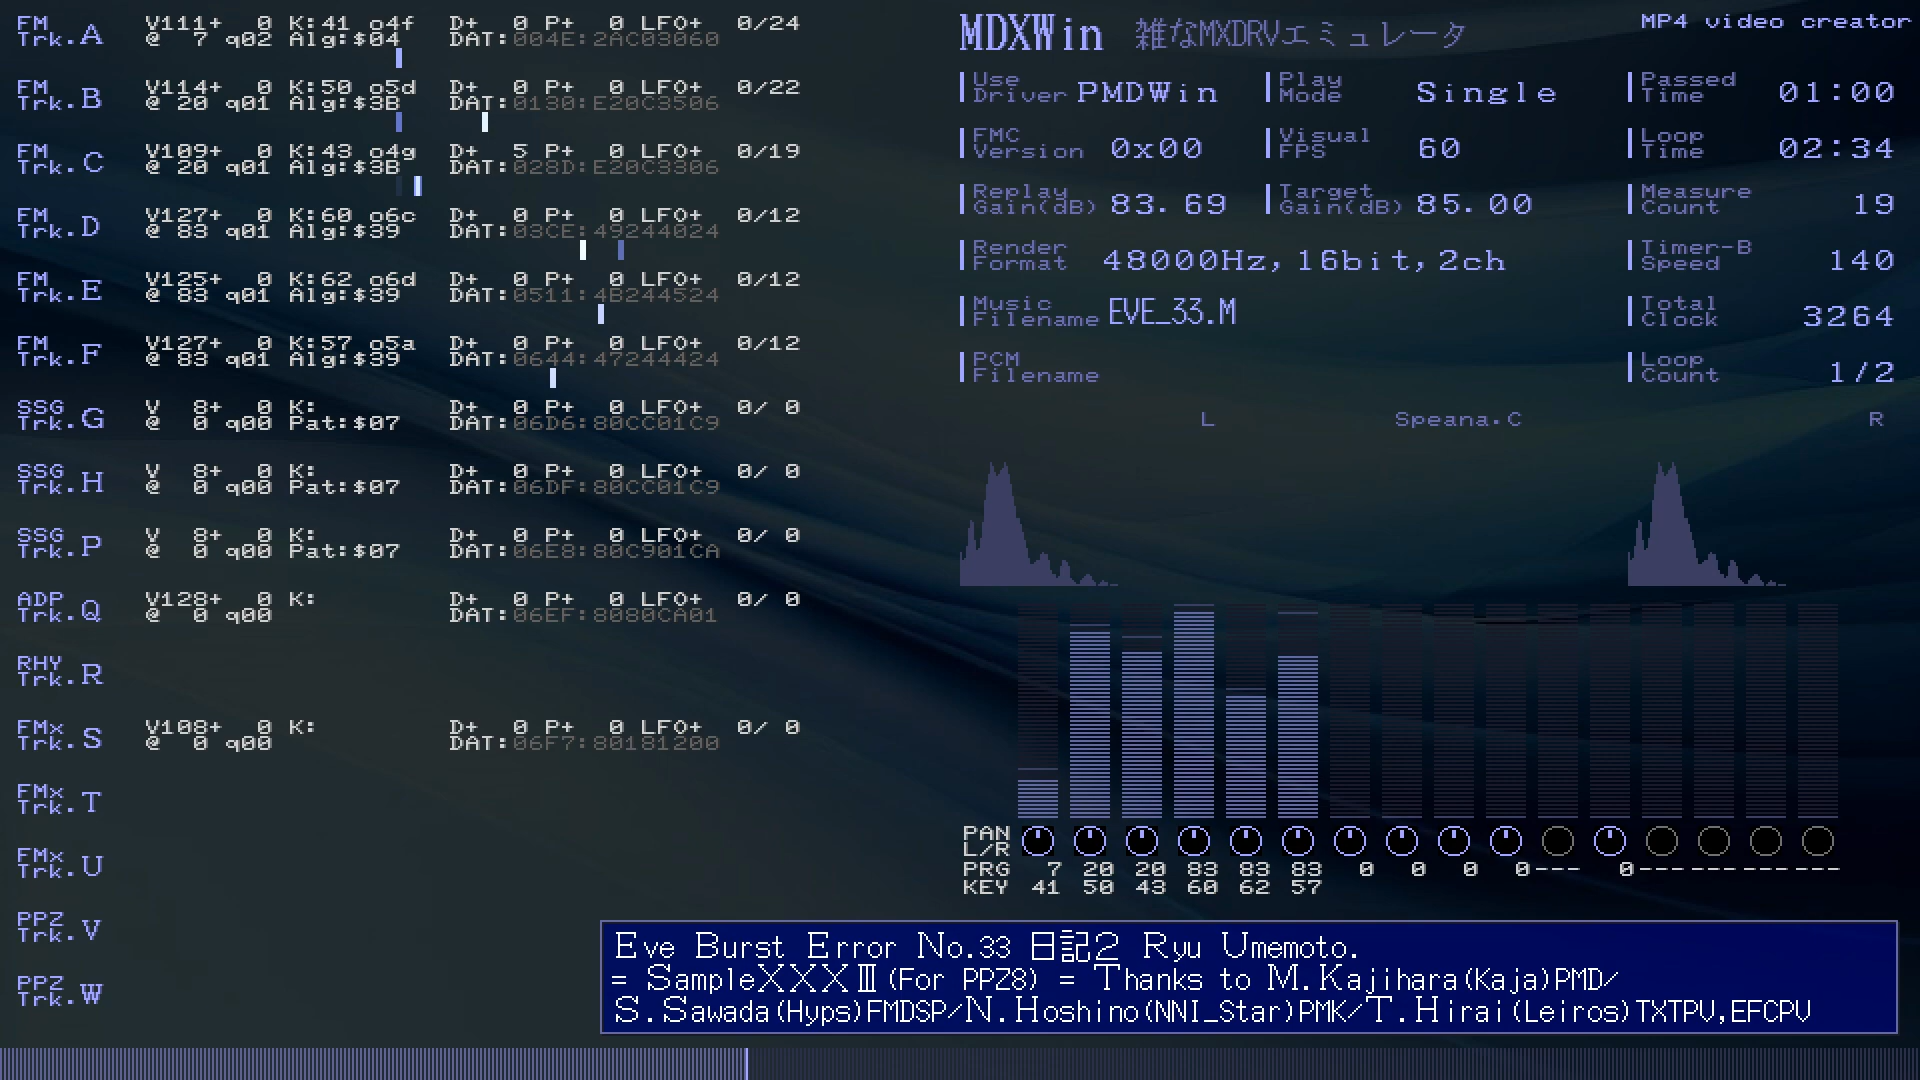 FM Trk.A V111+ 0 K:41 o4f D+ 0 P+ 0 LFO+ 0/24
@ 7 q02 Alg:$04 DAT:004E:2AC03060
FM Trk.B V114+ 0 K:50 o5d D+ 0 P+ 0 LFO+ 0/22
@ 20 q01 Alg:$3B DAT:0130:E20C3506
FM Trk.C V109+ 0 K:43 o4g D+ 5 P+ 0 LFO+ 0/19
@ 20 q01 Alg:$3B DAT:028D:E20C3306
FM Trk.D V127+ 0 K:60 o6c D+ 0 P+ 0 LFO+ 0/12
@ 83 q01 Alg:$39 DAT:03CE:49244024
FM Trk.E V125+ 0 K:62 o6d D+ 0 P+ 0 LFO+ 0/12
@ 83 q01 Alg:$39 DAT:0511:4B244524
FM Trk.F V127+ 0 K:57 o5a D+ 0 P+ 0 LFO+ 0/12
@ 83 q01 Alg:$39 DAT:0644:47244424
SSG Trk.G V 8+ 0 K: D+ 0 P+ 0 LFO+ 0/ 0
@ 0 q00 Pat:$07 DAT:06D6:80CC01C9
SSG Trk.H V 8+ 0 K: D+ 0 P+ 0 LFO+ 0/ 0
@ 0 q00 Pat:$07 DAT:06DF:80CC01C9
SSG Trk.P V 8+ 0 K: D+ 0 P+ 0 LFO+ 0/ 0
@ 0 q00 Pat:$07 DAT:06E8:80C901CA
ADP Trk.Q V128+ 0 K: D+ 0 P+ 0 LFO+ 0/ 0
@ 0 q00 DAT:06EF:8080CA01
RHY Trk.R
FMx Trk.S V108+ 0 K: D+ 0 P+ 0 LFO+ 0/ 0
@ 0 q00 DAT:06F7:80181200
FMx Trk.T
FMx Trk.U
PPZ Trk.V
PPZ Trk.W
MDXWin 雑なMXDRVエミュレータ MP4 video creator
Use Driver PMDWin Play Mode Single Passed Time 01:00
FMC Version 0x00 Visual FPS 60 Loop Time 02:34
Replay Gain(dB) 83.69 Target Gain(dB) 85.00 Measure Count 19
Render Format 48000Hz,16bit,2ch Timer-B Speed 140
Music Filename EVE_33.M Total Clock 3264
PCM Filename Loop Count 1/2
L Speana.C R
PAN L/R
PRG 7 20 20 83 83 83 0 0 0 0--- 0------------
KEY 41 50 43 60 62 57
Eve Burst Error No.33 日記2 Ryu Umemoto.
= SampleXXXⅢ(For PPZ8) = Thanks to M.Kajihara(Kaja)PMD/
S.Sawada(Hyps)FMDSP/N.Hoshino(NNI_Star)PMK/T.Hirai(Leiros)TXTPV,EFCPV